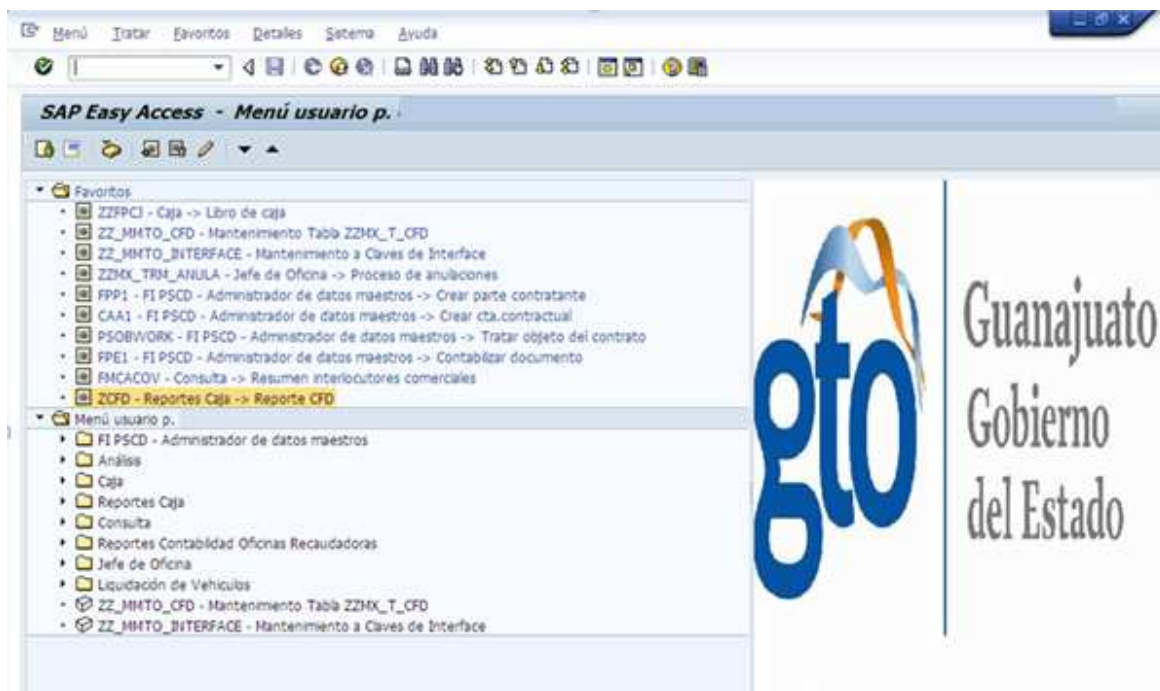 Menú Tratar Favoritos Detalles Sistema Ayuda
SAP Easy Access - Menú usuario p.
Favoritos
ZZFPCJ - Caja -> Libro de caja
ZZ_MMTO_CFD - Mantenimiento Tabla ZZMX_T_CFD
ZZ_MMTO_INTERFACE - Mantenimiento a Claves de Interface
ZZMX_TRM_ANULA - Jefe de Oficina -> Proceso de anulaciones
FPP1 - FI PSCD - Administrador de datos maestros -> Crear parte contratante
CAA1 - FI PSCD - Administrador de datos maestros -> Crear cta.contractual
PSOBWORK - FI PSCD - Administrador de datos maestros -> Tratar objeto del contrato
FPE1 - FI PSCD - Administrador de datos maestros -> Contabilizar documento
FMCACOV - Consulta -> Resumen interlocutores comerciales
ZCFD - Reportes Caja -> Reporte CFD
Menú usuario p.
FI PSCD - Administrador de datos maestros
Análisis
Caja
Reportes Caja
Consulta
Reportes Contabilidad Oficinas Recaudadoras
Jefe de Oficina
Liquidación de Vehiculos
ZZ_MMTO_CFD - Mantenimiento Tabla ZZMX_T_CFD
ZZ_MMTO_INTERFACE - Mantenimiento a Claves de Interface
gto
Guanajuato
Gobierno
del Estado